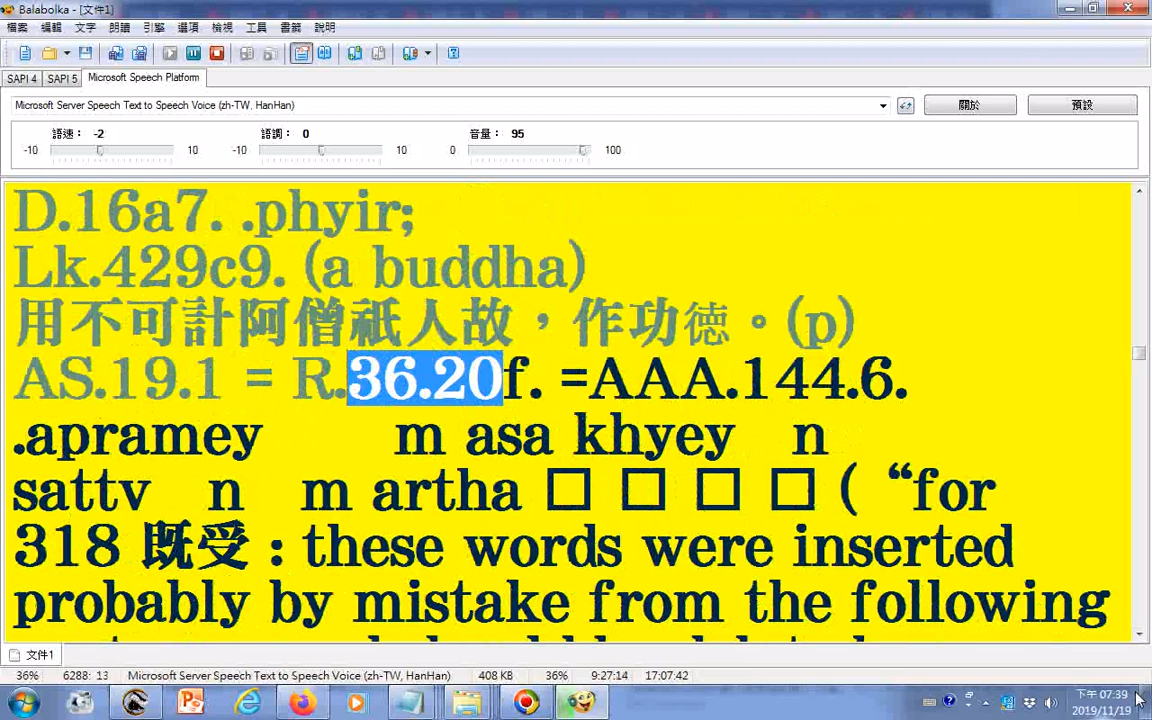 Balabolka - [文件1]
檔案 編輯 文字 朗讀 引擎 選項 檢視 工具 書籤 說明
SAPI 4 SAPI 5 Microsoft Speech Platform
Microsoft Server Speech Text to Speech Voice (zh-TW, HanHan) 關於 預設
語速： -2 語調： 0 音量： 95
-10 10 -10 10 0 100
D.16a7. .phyir;
Lk.429c9. (a buddha)
用不可計阿僧祇人故，作功德。(p)
AS.19.1 = R.36.20f. =AAA.144.6.
.apramey m asa khyey n
sattv n m artha □ □ □ □ ( “for
318 既受 : these words were inserted
probably by mistake from the following
文件1
36% 6288: 13 Microsoft Server Speech Text to Speech Voice (zh-TW, HanHan) 408 KB 36% 9:27:14 17:07:42
下午 07:39
2019/11/19